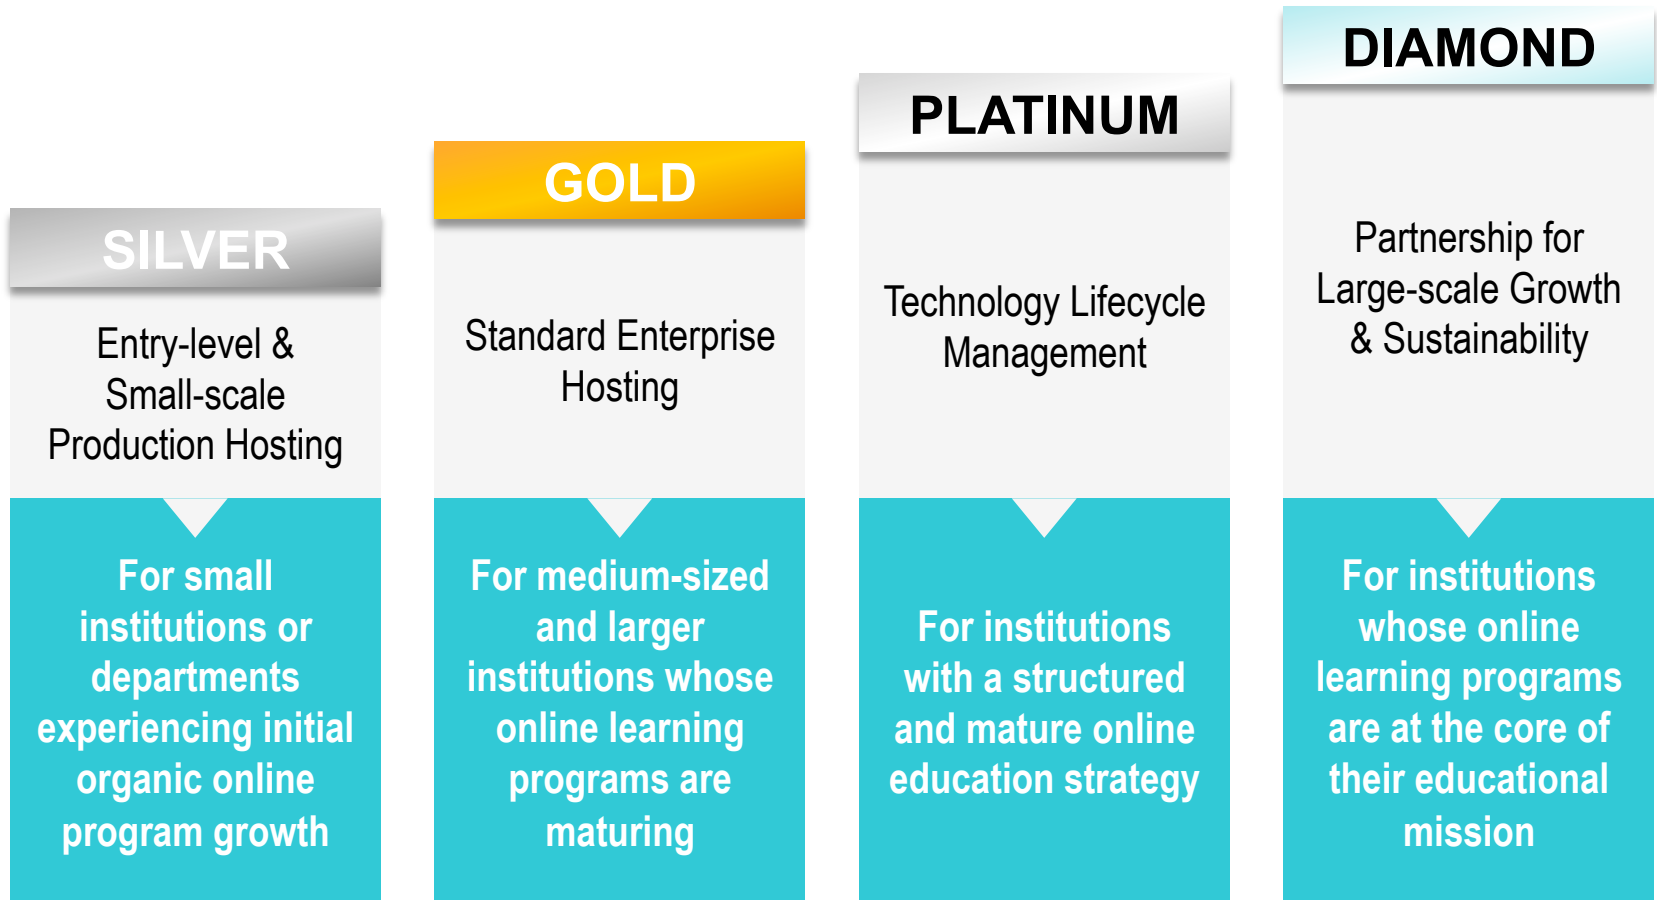 SILVER
Entry-level &
Small-scale
Production Hosting
For small
institutions or
departments
experiencing initial
organic online
program growth
GOLD
Standard Enterprise
Hosting
For medium-sized
and larger
institutions whose
online learning
programs are
maturing
PLATINUM
Technology Lifecycle
Management
For institutions
with a structured
and mature online
education strategy
DIAMOND
Partnership for
Large-scale Growth
& Sustainability
For institutions
whose online
learning programs
are at the core of
their educational
mission